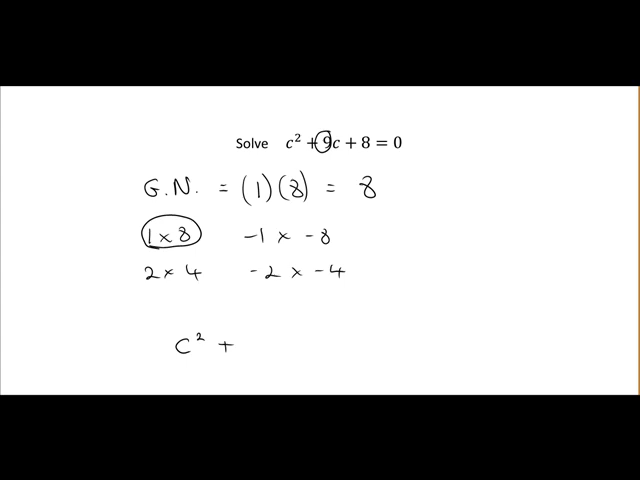 Solve c² + 9c + 8 = 0
G.N. = (1)(8) = 8
1 × 8 -1 × -8
2 × 4 -2 × -4
c² +